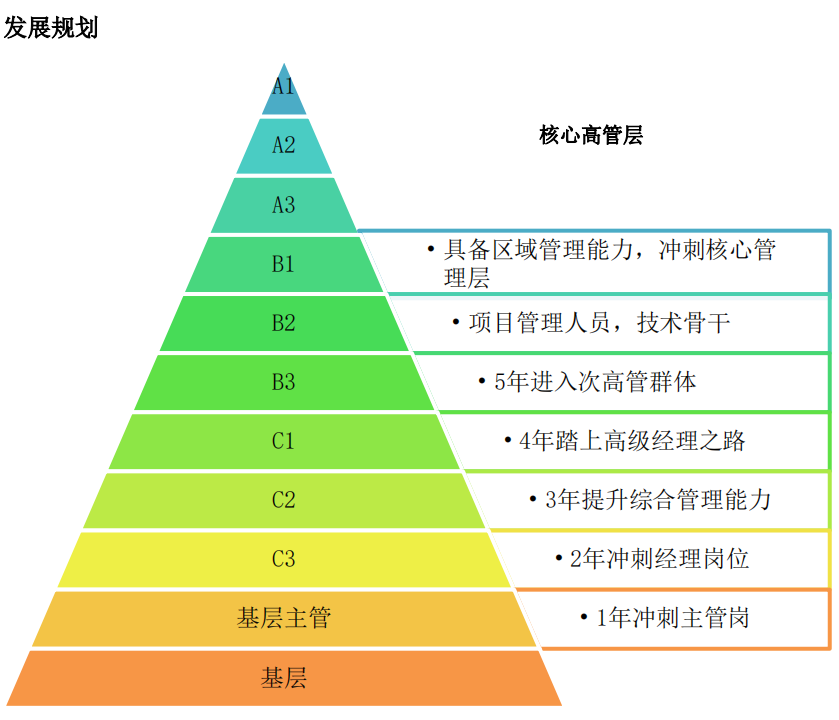 发展规划
A1
核心高管层
A2
A3
B1
• 具备区域管理能力，冲刺核心管
理层
B2
• 项目管理人员，技术骨干
B3
• 5年进入次高管群体
C1
• 4年踏上高级经理之路
C2
• 3年提升综合管理能力
C3
• 2年冲刺经理岗位
基层主管
• 1年冲刺主管岗
基层